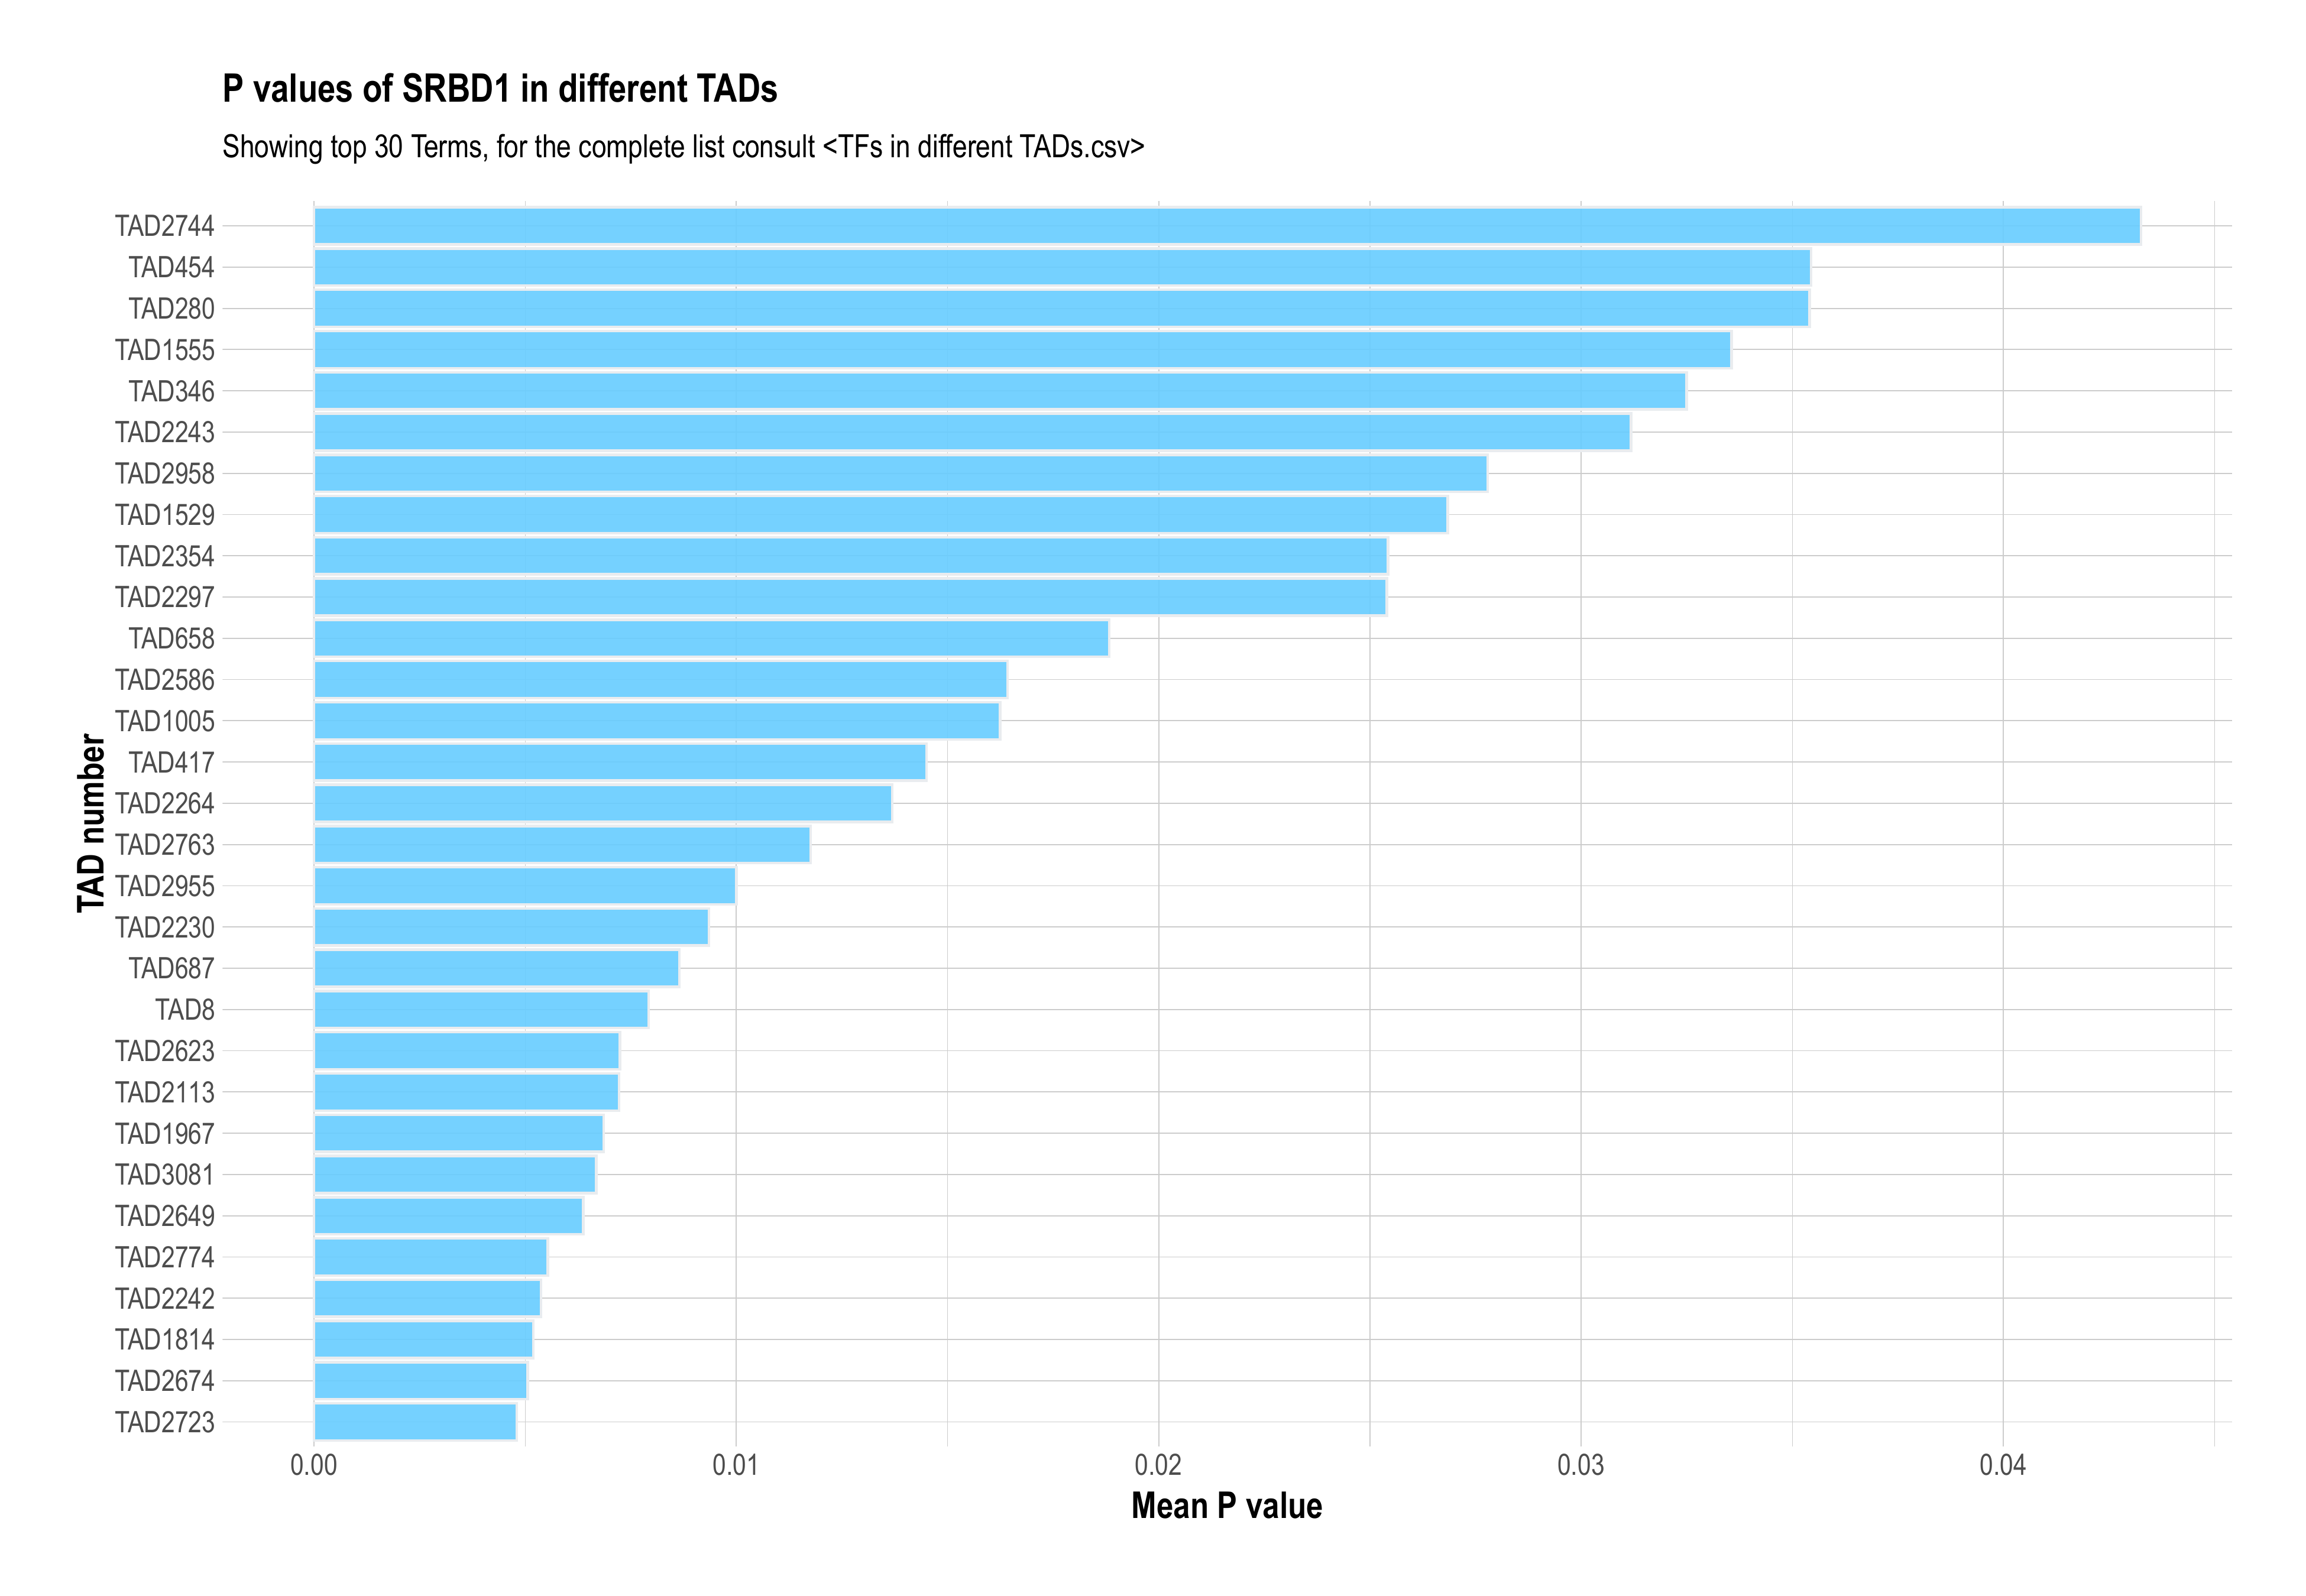 P values of SRBD1 in different TADs
Showing top 30 Terms, for the complete list consult <TFs in different TADs.csv>
TAD number
TAD2744
TAD454
TAD280
TAD1555
TAD346
TAD2243
TAD2958
TAD1529
TAD2354
TAD2297
TAD658
TAD2586
TAD1005
TAD417
TAD2264
TAD2763
TAD2955
TAD2230
TAD687
TAD8
TAD2623
TAD2113
TAD1967
TAD3081
TAD2649
TAD2774
TAD2242
TAD1814
TAD2674
TAD2723
0.00 0.01 0.02 0.03 0.04
Mean P value